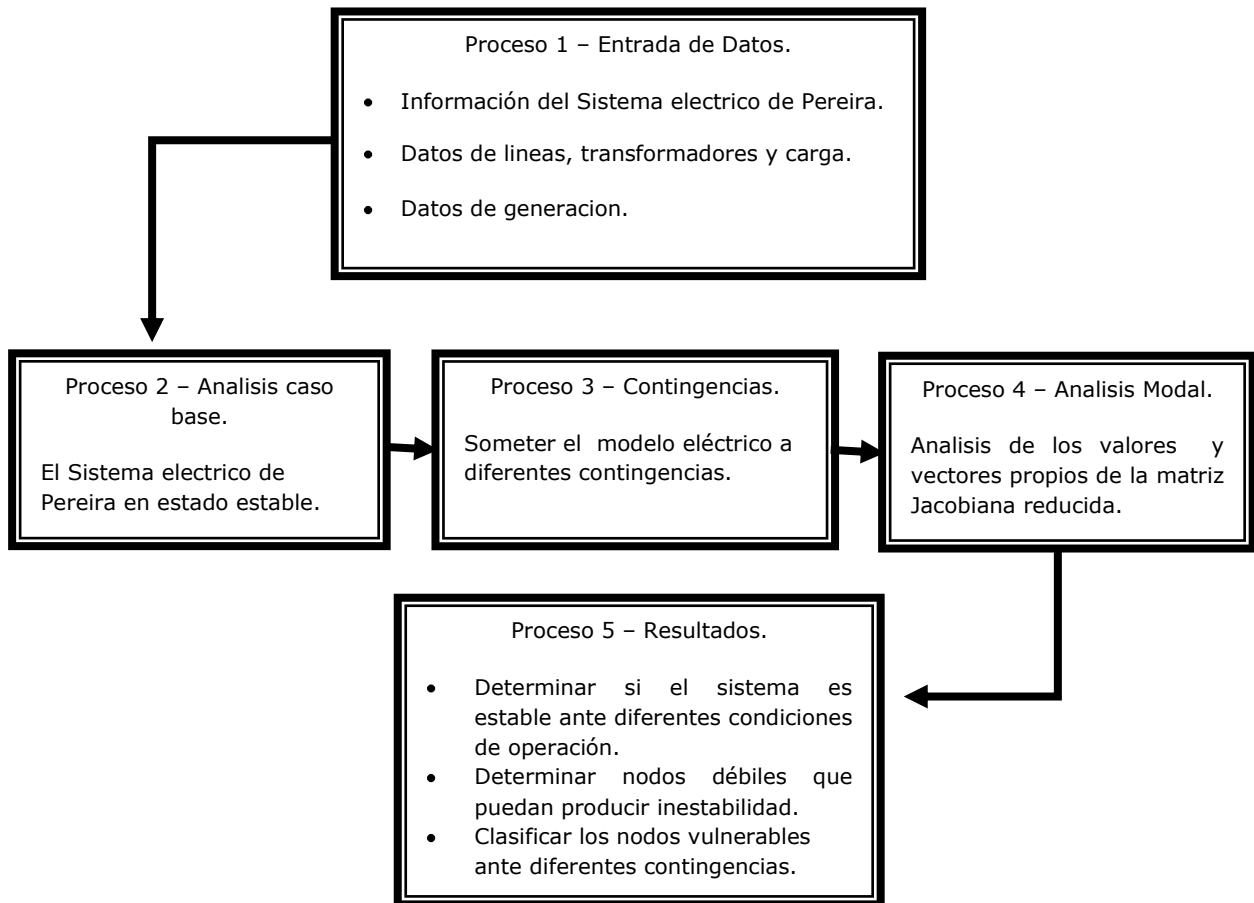 Proceso 1 – Entrada de Datos.
• Información del Sistema electrico de Pereira.
• Datos de lineas, transformadores y carga.
• Datos de generacion.
Proceso 2 – Analisis caso
base.
El Sistema electrico de
Pereira en estado estable.
Proceso 3 – Contingencias.
Someter el modelo eléctrico a
diferentes contingencias.
Proceso 4 – Analisis Modal.
Analisis de los valores y
vectores propios de la matriz
Jacobiana reducida.
Proceso 5 – Resultados.
• Determinar si el sistema es
estable ante diferentes condiciones
de operación.
• Determinar nodos débiles que
puedan producir inestabilidad.
• Clasificar los nodos vulnerables
ante diferentes contingencias.